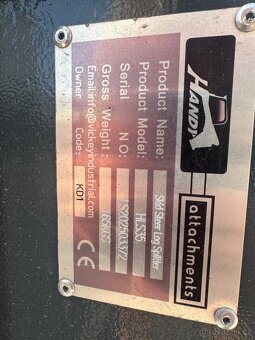 HANDY
attachments
Product Name: Skid Steer Log Splitter
Product Model: HLS35
Serial NO:
Gross Weight: 165KGS
Email:info@vickeyindustrial.com
Owner Code: KD1
CE